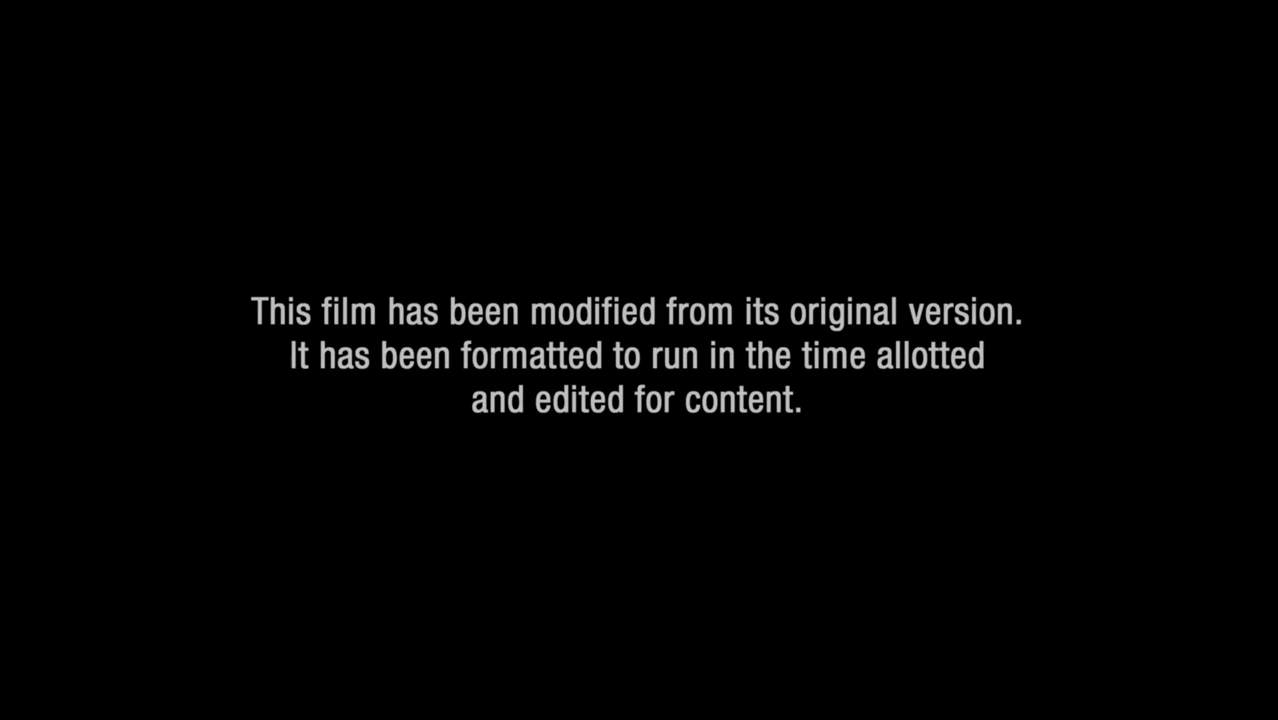 This film has been modified from its original version.
It has been formatted to run in the time allotted
and edited for content.